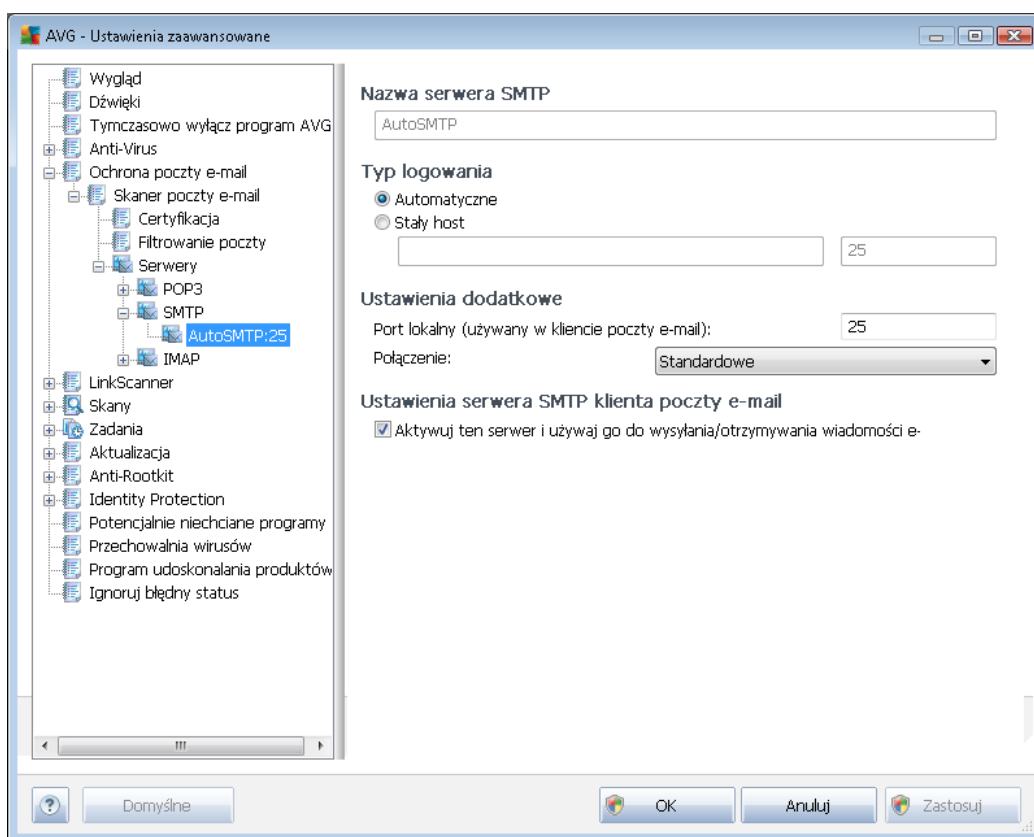 AVG - Ustawienia zaawansowane
Wygląd
Dźwięki
Tymczasowo wyłącz program AVG
Anti-Virus
Ochrona poczty e-mail
Skaner poczty e-mail
Certyfikacja
Filtrowanie poczty
Serwery
POP3
SMTP
AutoSMTP:25
IMAP
LinkScanner
Skany
Zadania
Aktualizacja
Anti-Rootkit
Identity Protection
Potencjalnie niechciane programy
Przechowalnia wirusów
Program udoskonalania produktów
Ignoruj błędny status
Nazwa serwera SMTP
AutoSMTP
Typ logowania
Automatyczne
Stały host
25
Ustawienia dodatkowe
Port lokalny (używany w kliencie poczty e-mail): 25
Połączenie: Standardowe
Ustawienia serwera SMTP klienta poczty e-mail
Aktywuj ten serwer i używaj go do wysyłania/otrzymywania wiadomości e-
? Domyślne OK Anuluj Zastosuj